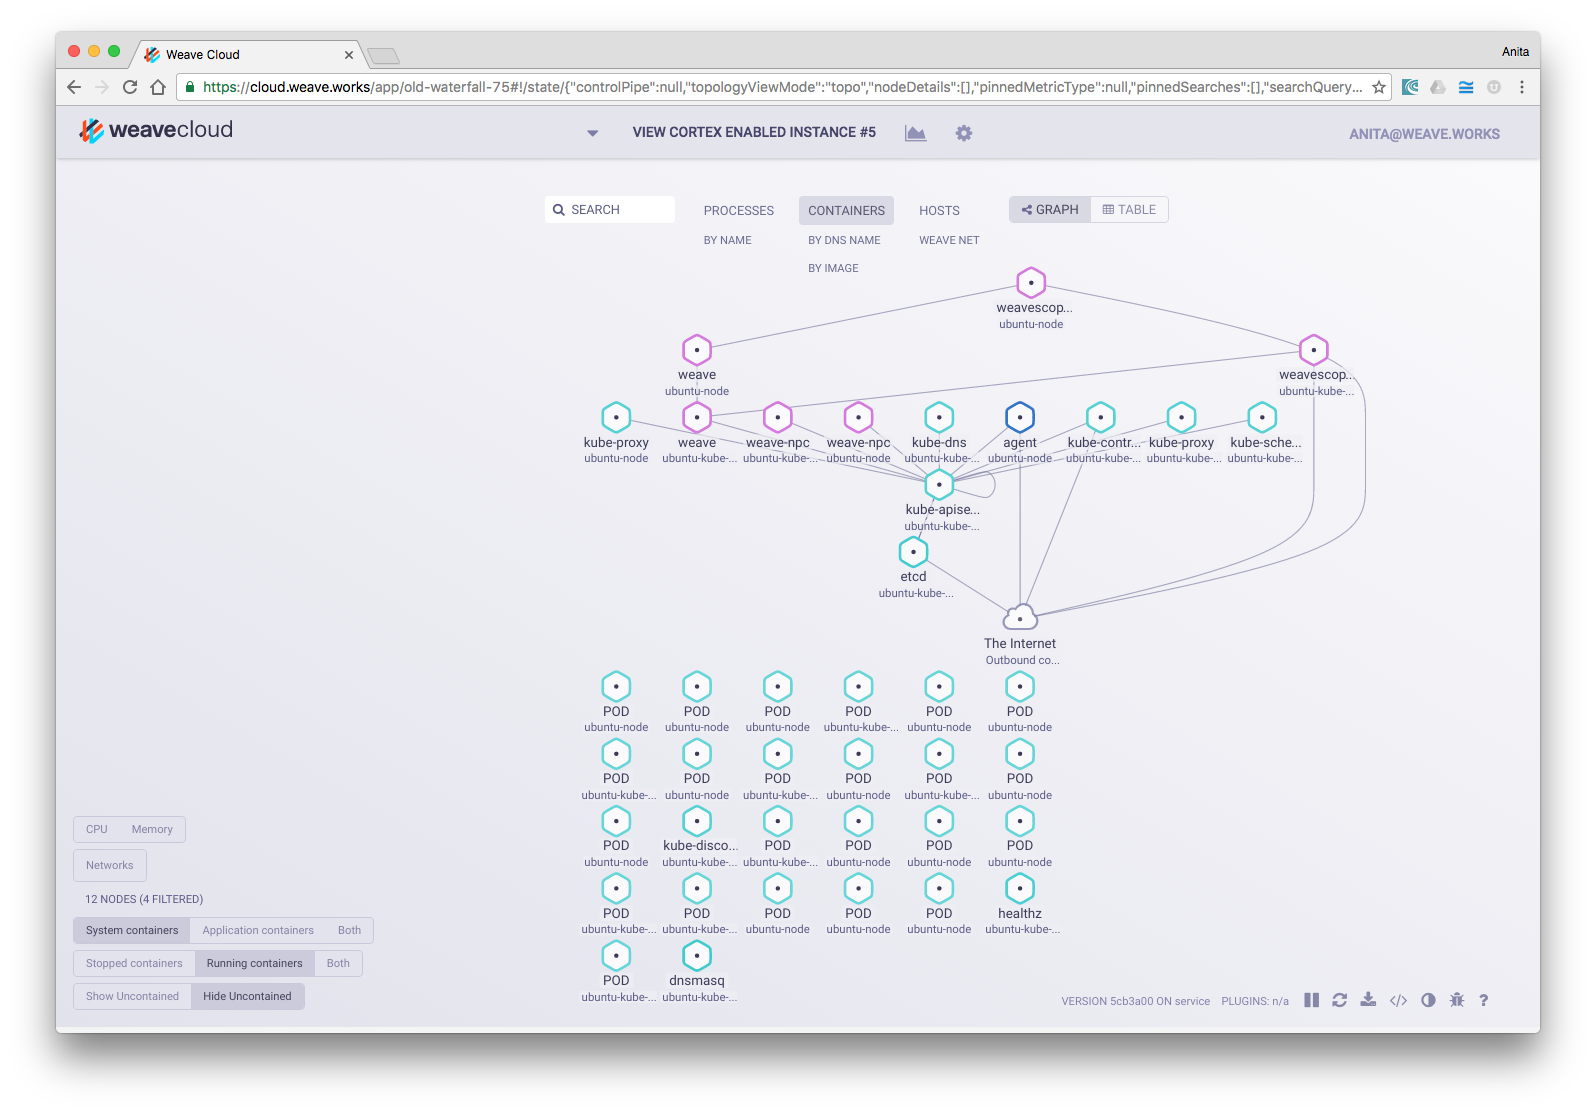 Weave Cloud
Anita
https://cloud.weave.works/app/old-waterfall-75#!/state/{"controlPipe":null,"topologyViewMode":"topo","nodeDetails":[],"pinnedMetricType":null,"pinnedSearches":[],"searchQuery...
weavecloud
VIEW CORTEX ENABLED INSTANCE #5
ANITA@WEAVE.WORKS
SEARCH
PROCESSES CONTAINERS HOSTS
GRAPH TABLE
BY NAME BY DNS NAME WEAVE NET
BY IMAGE
weavescop...
ubuntu-node
weave weavescop...
ubuntu-node ubuntu-kube-...
kube-proxy weave weave-npc weave-npc kube-dns agent kube-contr... kube-proxy kube-sche...
ubuntu-node ubuntu-kube-... ubuntu-kube-... ubuntu-node ubuntu-kube-... ubuntu-node ubuntu-kube-... ubuntu-kube-... ubuntu-kube-...
kube-apise...
ubuntu-kube-...
etcd
ubuntu-kube-...
The Internet
Outbound co...
POD POD POD POD POD POD
ubuntu-node ubuntu-node ubuntu-node ubuntu-kube-... ubuntu-node ubuntu-node
POD POD POD POD POD POD
ubuntu-kube-... ubuntu-node ubuntu-kube-... ubuntu-node ubuntu-kube-... ubuntu-node
POD kube-disco... POD POD POD POD
ubuntu-node ubuntu-kube-... ubuntu-kube-... ubuntu-node ubuntu-node ubuntu-node
POD POD POD POD POD healthz
ubuntu-kube-... ubuntu-kube-... ubuntu-node ubuntu-node ubuntu-node ubuntu-kube-...
POD dnsmasq
ubuntu-kube-... ubuntu-kube-...
CPU Memory
Networks
12 NODES (4 FILTERED)
System containers Application containers Both
Stopped containers Running containers Both
Show Uncontained Hide Uncontained
VERSION 5cb3a00 ON service PLUGINS: n/a